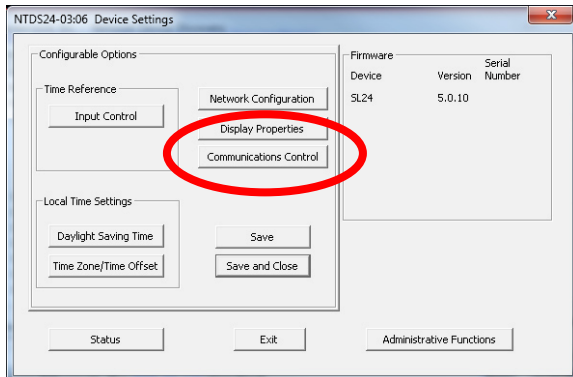 NTDS24-03:06 Device Settings
Configurable Options
Time Reference
Input Control
Network Configuration
Display Properties
Communications Control
Local Time Settings
Daylight Saving Time
Time Zone/Time Offset
Save
Save and Close
Firmware
Device Version Serial Number
SL24 5.0.10
Status Exit Administrative Functions